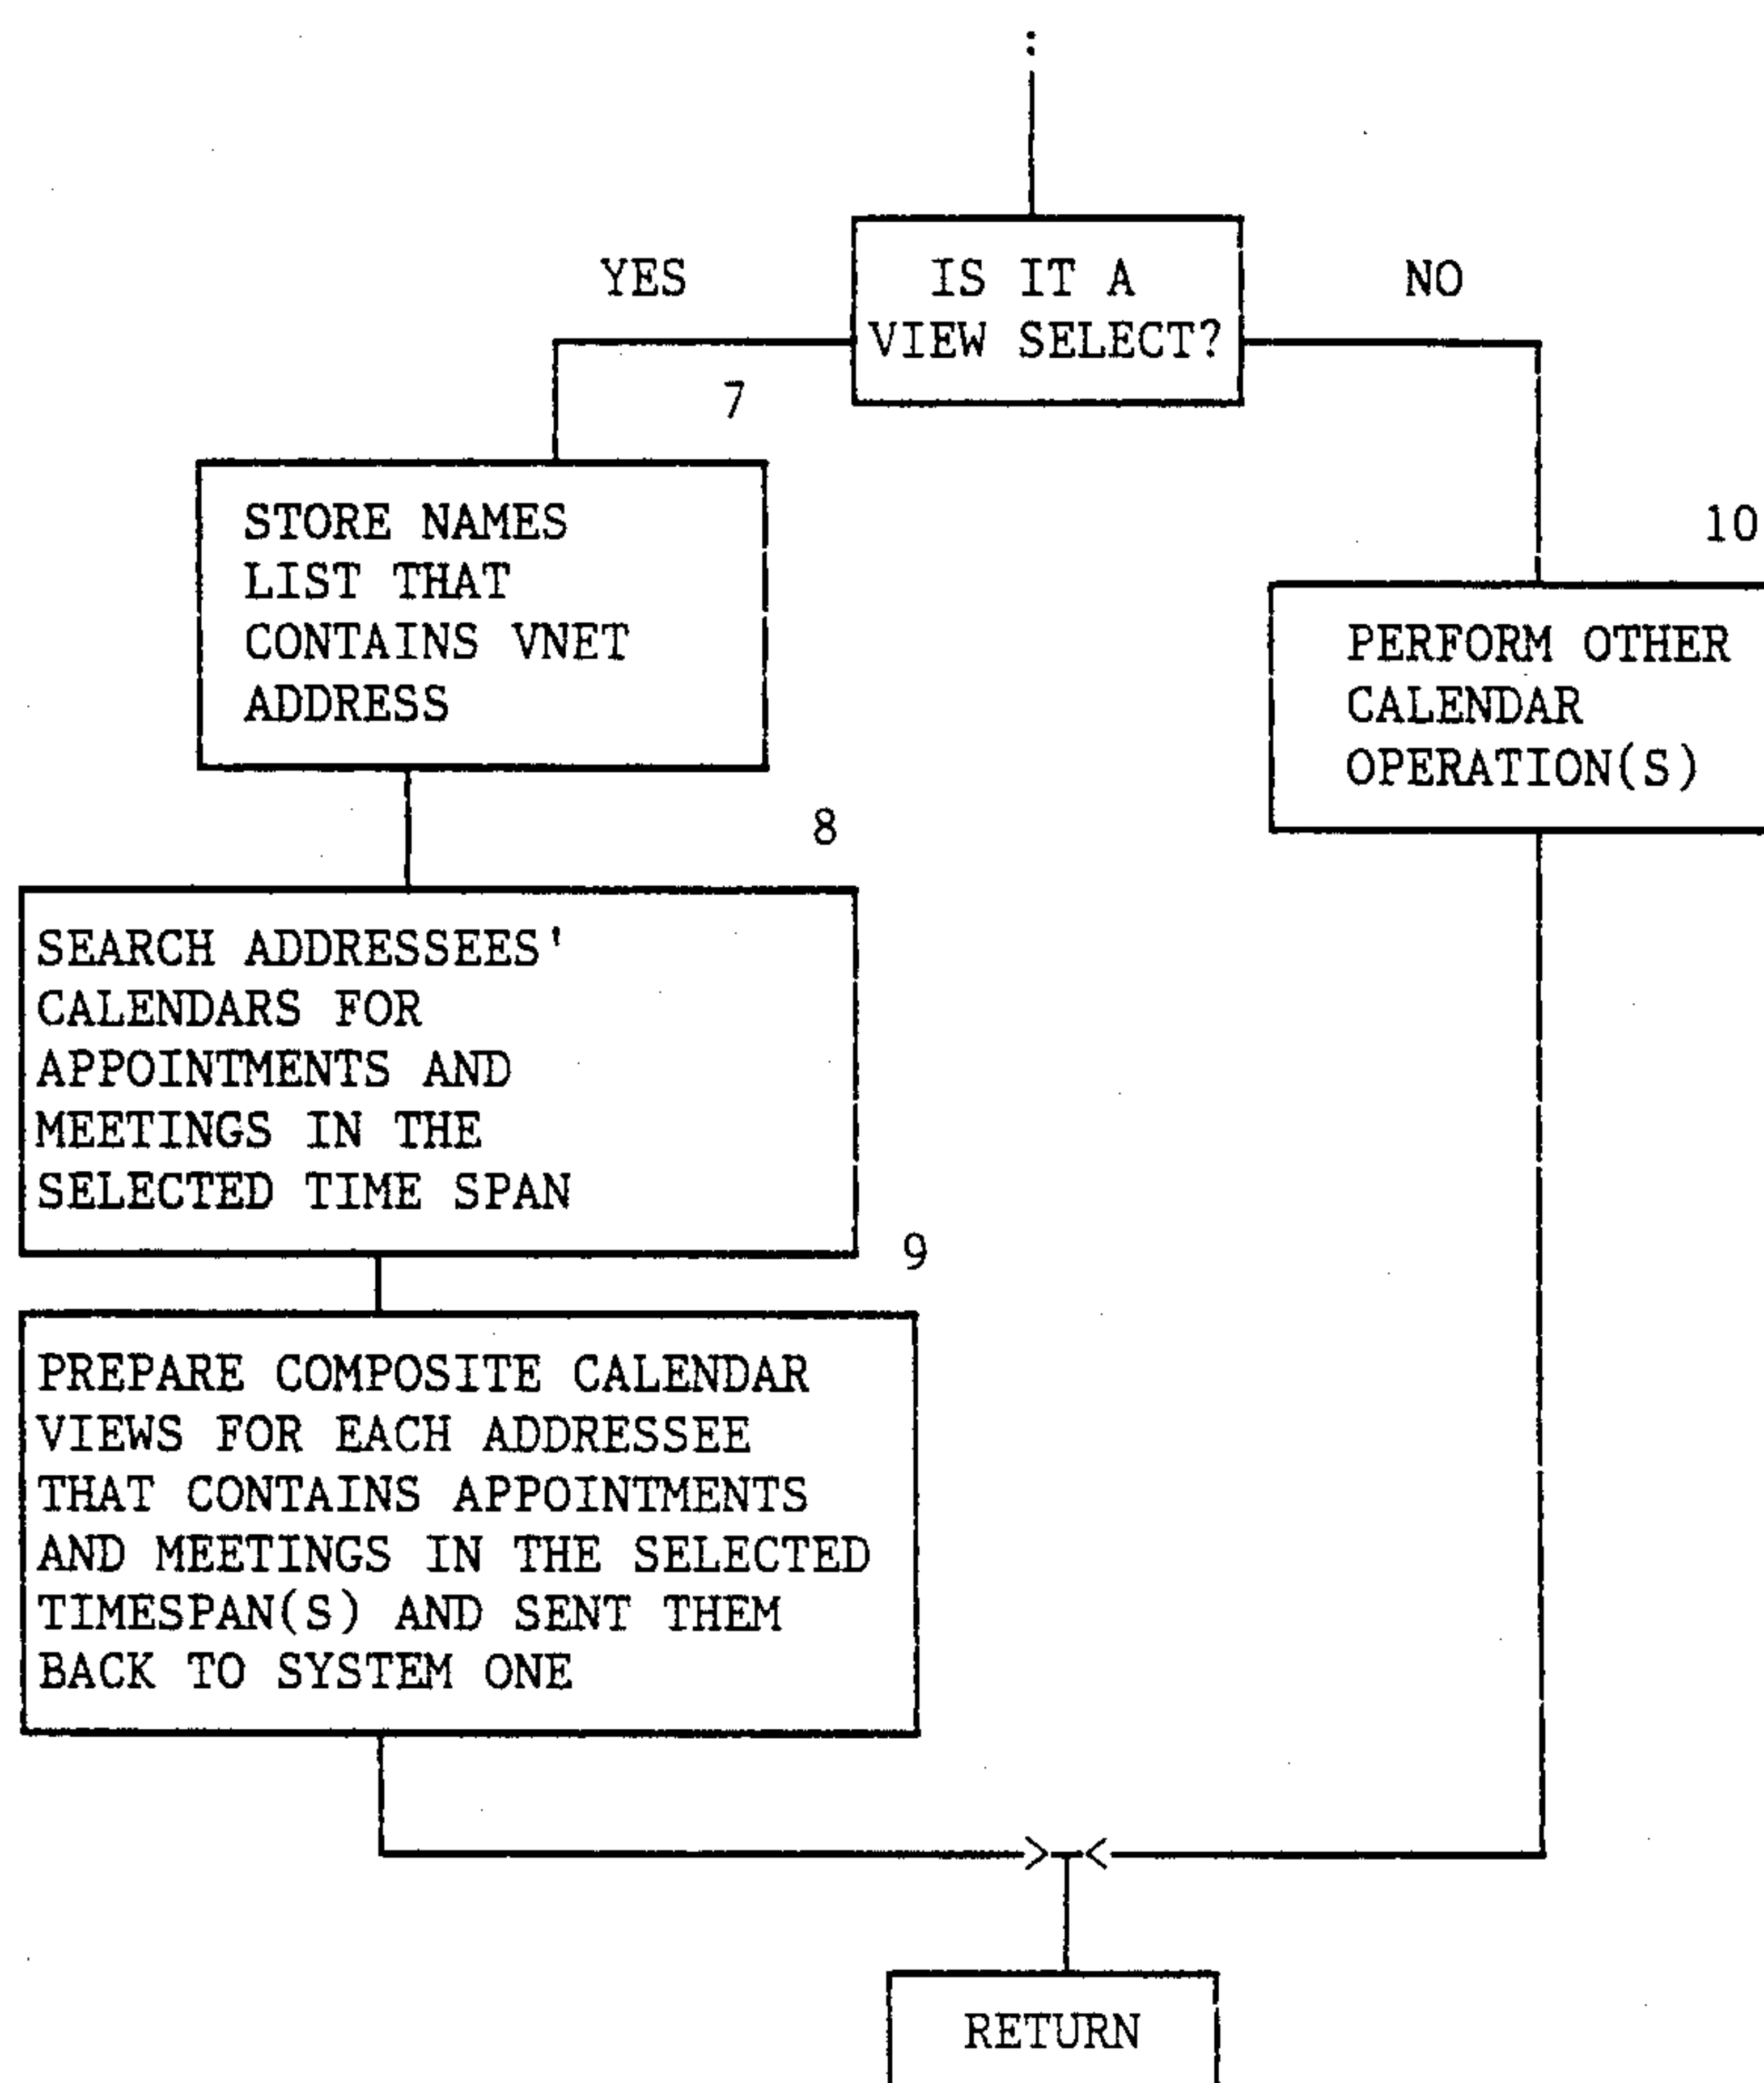 YES
IS IT A
VIEW SELECT?
NO
7
STORE NAMES
LIST THAT
CONTAINS VNET
ADDRESS
10
PERFORM OTHER
CALENDAR
OPERATION(S)
8
SEARCH ADDRESSEES'
CALENDARS FOR
APPOINTMENTS AND
MEETINGS IN THE
SELECTED TIME SPAN
9
PREPARE COMPOSITE CALENDAR
VIEWS FOR EACH ADDRESSEE
THAT CONTAINS APPOINTMENTS
AND MEETINGS IN THE SELECTED
TIMESPAN(S) AND SENT THEM
BACK TO SYSTEM ONE
RETURN